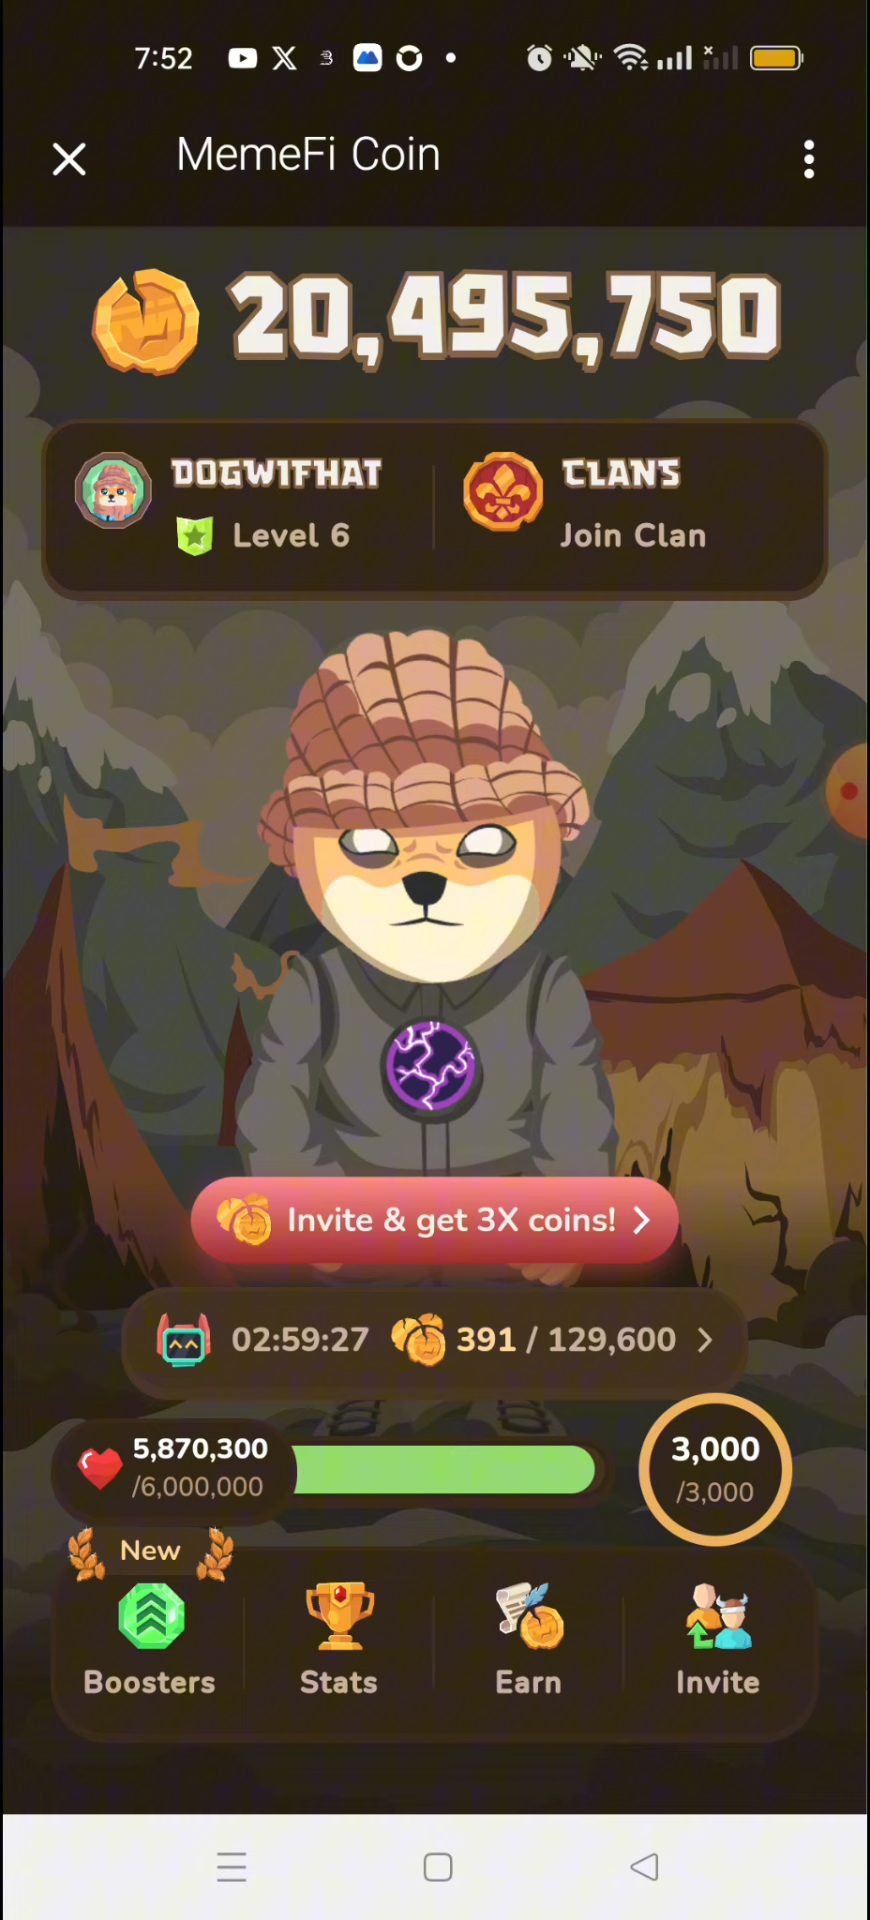 7:52
MemeFi Coin
20,495,750
DOGWIFHAT
Level 6
CLANS
Join Clan
Invite & get 3X coins!
02:59:27 391 / 129,600
5,870,300
/6,000,000
3,000
/3,000
New
Boosters
Stats
Earn
Invite